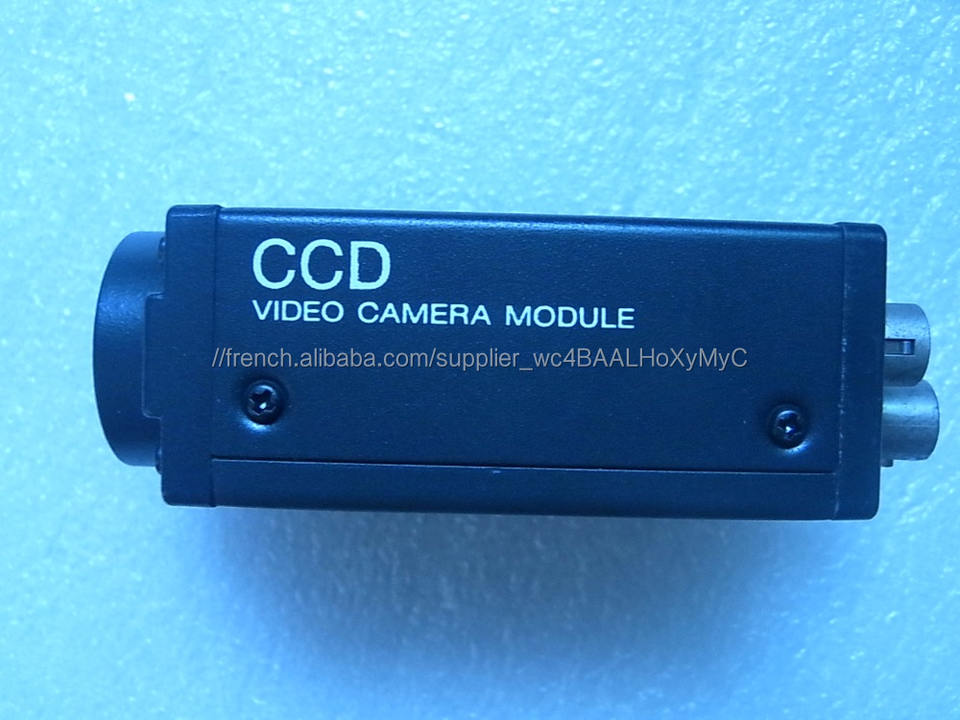 CCD
VIDEO CAMERA MODULE
//french.alibaba.com/supplier_wc4BAALHoXyMyC